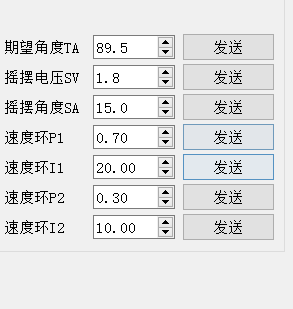 期望角度TA 89.5 发送
摇摆电压SV 1.8 发送
摇摆角度SA 15.0 发送
速度环P1 0.70 发送
速度环I1 20.00 发送
速度环P2 0.30 发送
速度环I2 10.00 发送